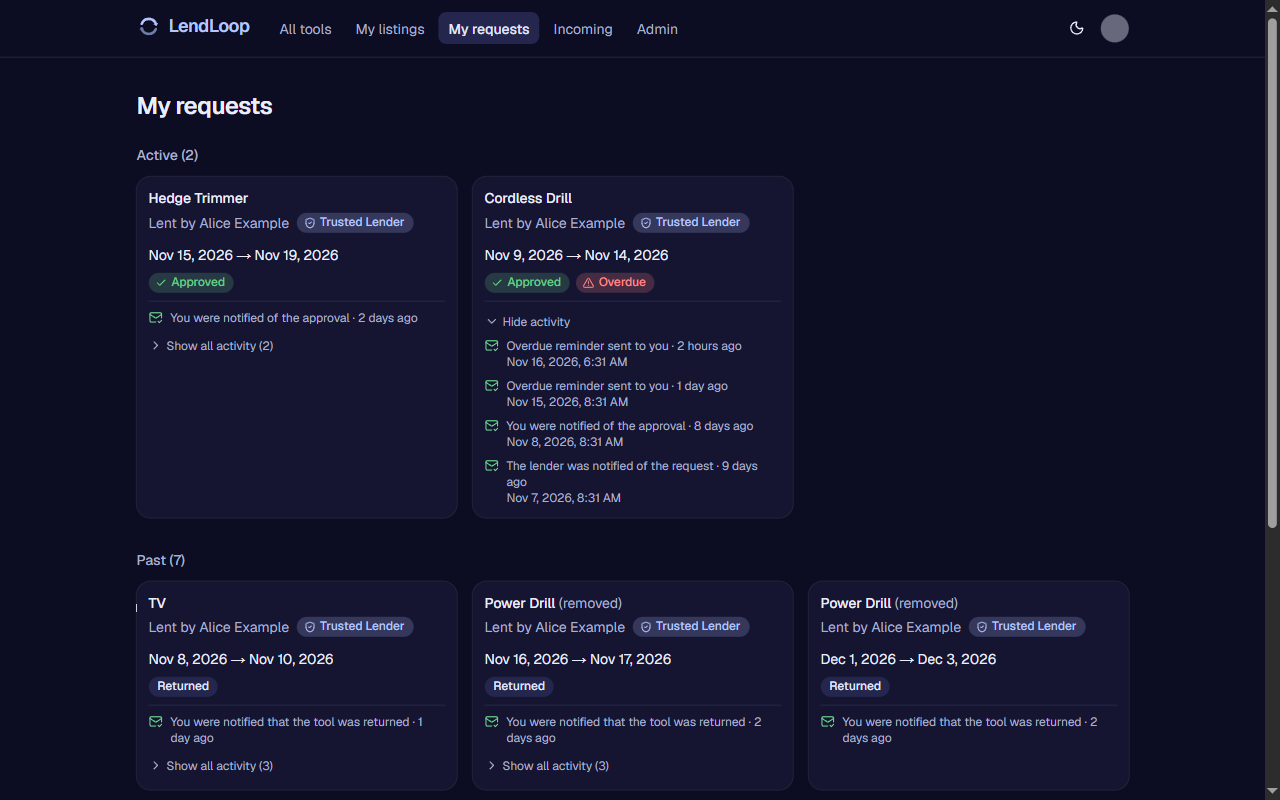 LendLoop
All tools
My listings
My requests
Incoming
Admin
My requests
Active (2)
Hedge Trimmer
Lent by Alice Example
Trusted Lender
Nov 15, 2026 → Nov 19, 2026
Approved
You were notified of the approval · 2 days ago
Show all activity (2)
Cordless Drill
Lent by Alice Example
Trusted Lender
Nov 9, 2026 → Nov 14, 2026
Approved
Overdue
Hide activity
Overdue reminder sent to you · 2 hours ago
Nov 16, 2026, 6:31 AM
Overdue reminder sent to you · 1 day ago
Nov 15, 2026, 8:31 AM
You were notified of the approval · 8 days ago
Nov 8, 2026, 8:31 AM
The lender was notified of the request · 9 days
ago
Nov 7, 2026, 8:31 AM
Past (7)
TV
Lent by Alice Example
Trusted Lender
Nov 8, 2026 → Nov 10, 2026
Returned
You were notified that the tool was returned · 1
day ago
Show all activity (3)
Power Drill (removed)
Lent by Alice Example
Trusted Lender
Nov 16, 2026 → Nov 17, 2026
Returned
You were notified that the tool was returned · 2
days ago
Show all activity (3)
Power Drill (removed)
Lent by Alice Example
Trusted Lender
Dec 1, 2026 → Dec 3, 2026
Returned
You were notified that the tool was returned · 2
days ago